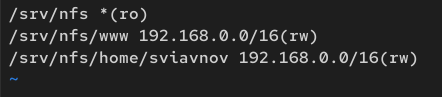 /srv/nfs *(ro)
/srv/nfs/www 192.168.0.0/16(rw)
/srv/nfs/home/sviavnov 192.168.0.0/16(rw)
~